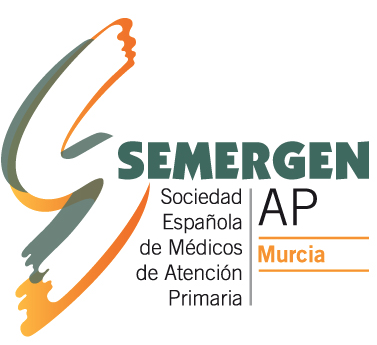 SEMERGEN
Sociedad
Española
de Médicos
de Atención
Primaria
AP
Murcia